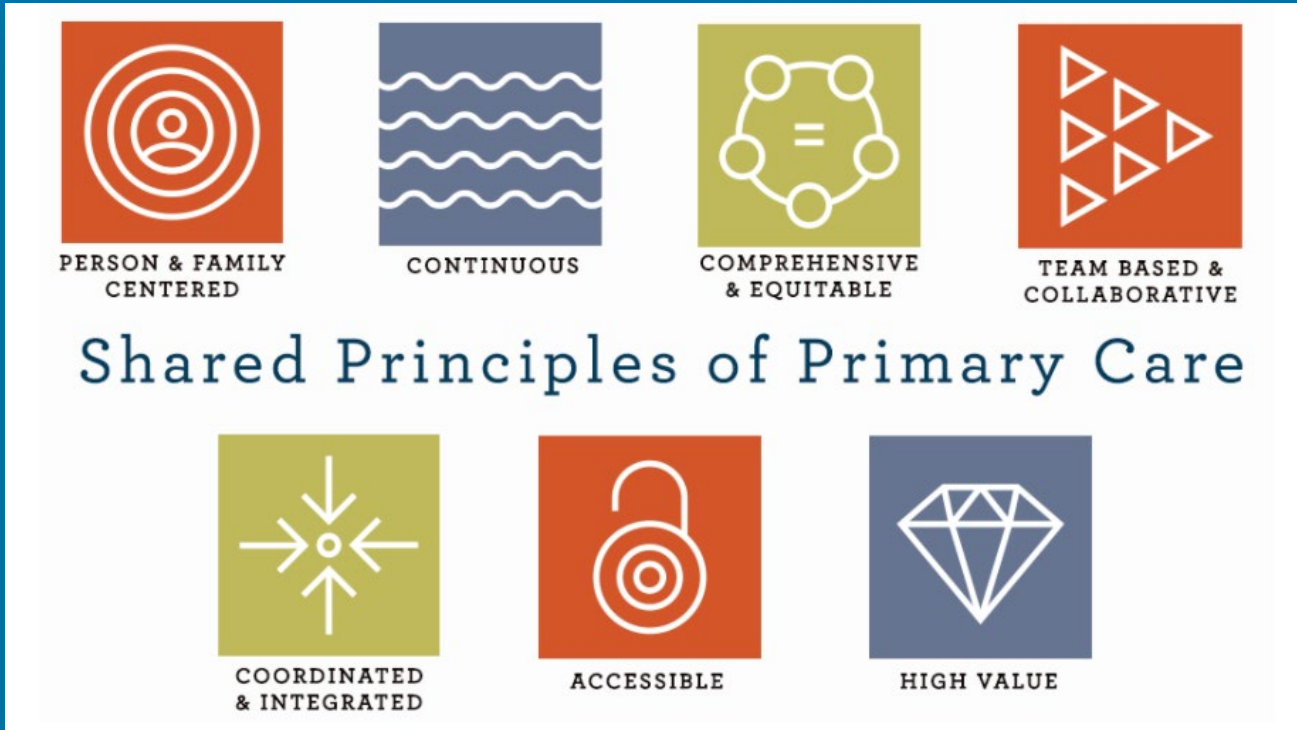 PERSON & FAMILY
CENTERED
CONTINUOUS
COMPREHENSIVE
& EQUITABLE
TEAM BASED &
COLLABORATIVE
Shared Principles of Primary Care
COORDINATED
& INTEGRATED
ACCESSIBLE
HIGH VALUE